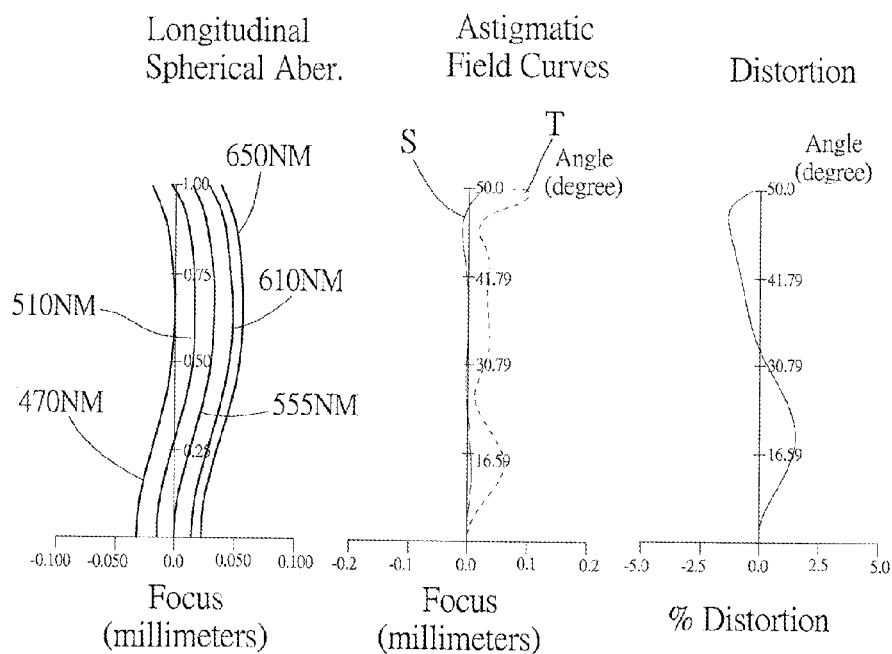 Longitudinal
Spherical Aber.
650NM
1.00
0.75
510NM
610NM
0.50
470NM
555NM
0.25
-0.100 -0.050 0.0 0.050 0.100
Focus
(millimeters)
Astigmatic
Field Curves
S
T
Angle
(degree)
50.0
41.79
30.79
16.59
-0.2 -0.1 0.0 0.1 0.2
Focus
(millimeters)
Distortion
Angle
(degree)
50.0
41.79
30.79
16.59
-5.0 -2.5 0.0 2.5 5.0
% Distortion